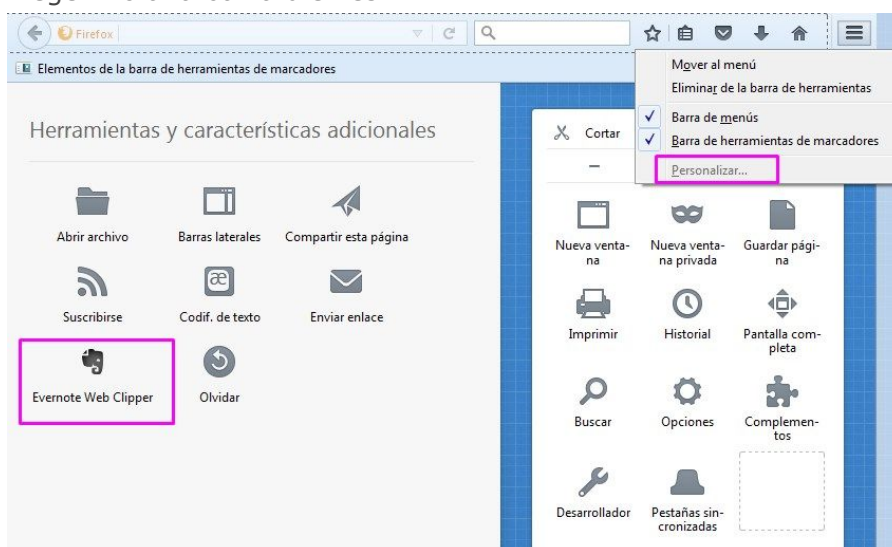 Firefox
Elementos de la barra de herramientas de marcadores
Mover al menú
Eliminar de la barra de herramientas
Barra de menús
Barra de herramientas de marcadores
Personalizar...
Herramientas y características adicionales
Abrir archivo
Barras laterales
Compartir esta página
Suscribirse
Codif. de texto
Enviar enlace
Evernote Web Clipper
Olvidar
Cortar
Nueva venta-
na
Nueva venta-
na privada
Guardar pági-
na
Imprimir
Historial
Pantalla com-
pleta
Buscar
Opciones
Complemen-
tos
Desarrollador
Pestañas sin-
cronizadas